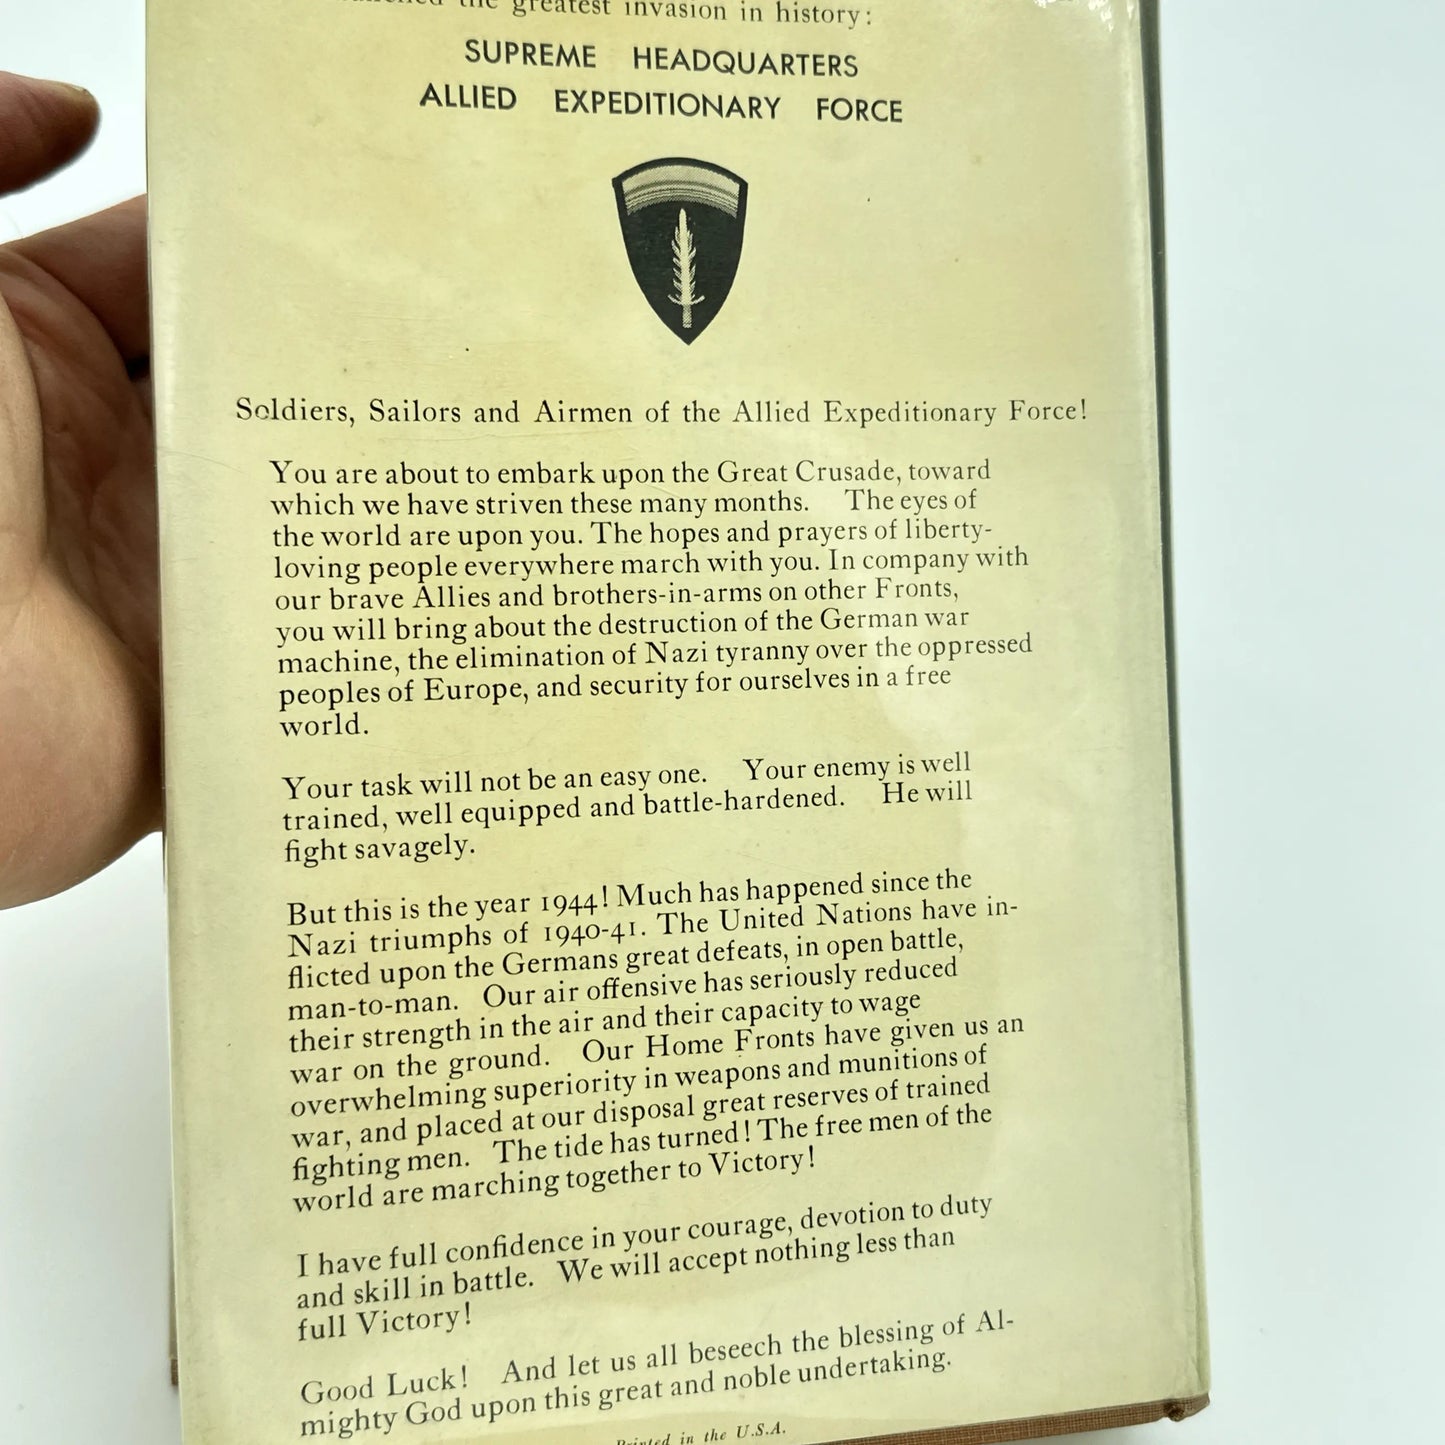 the greatest invasion in history:
SUPREME HEADQUARTERS
ALLIED EXPEDITIONARY FORCE
Soldiers, Sailors and Airmen of the Allied Expeditionary Force!
You are about to embark upon the Great Crusade, toward
which we have striven these many months. The eyes of
the world are upon you. The hopes and prayers of liberty-
loving people everywhere march with you. In company with
our brave Allies and brothers-in-arms on other Fronts,
you will bring about the destruction of the German war
machine, the elimination of Nazi tyranny over the oppressed
peoples of Europe, and security for ourselves in a free
world.
Your task will not be an easy one. Your enemy is well
trained, well equipped and battle-hardened. He will
fight savagely.
But this is the year 1944! Much has happened since the
Nazi triumphs of 1940-41. The United Nations have in-
flicted upon the Germans great defeats, in open battle,
man-to-man. Our air offensive has seriously reduced
their strength in the air and their capacity to wage
war on the ground. Our Home Fronts have given us an
overwhelming superiority in weapons and munitions of
war, and placed at our disposal great reserves of trained
fighting men. The tide has turned! The free men of the
world are marching together to Victory!
I have full confidence in your courage, devotion to duty
and skill in battle. We will accept nothing less than
full Victory!
Good Luck! And let us all beseech the blessing of Al-
mighty God upon this great and noble undertaking.
Printed in the U.S.A.